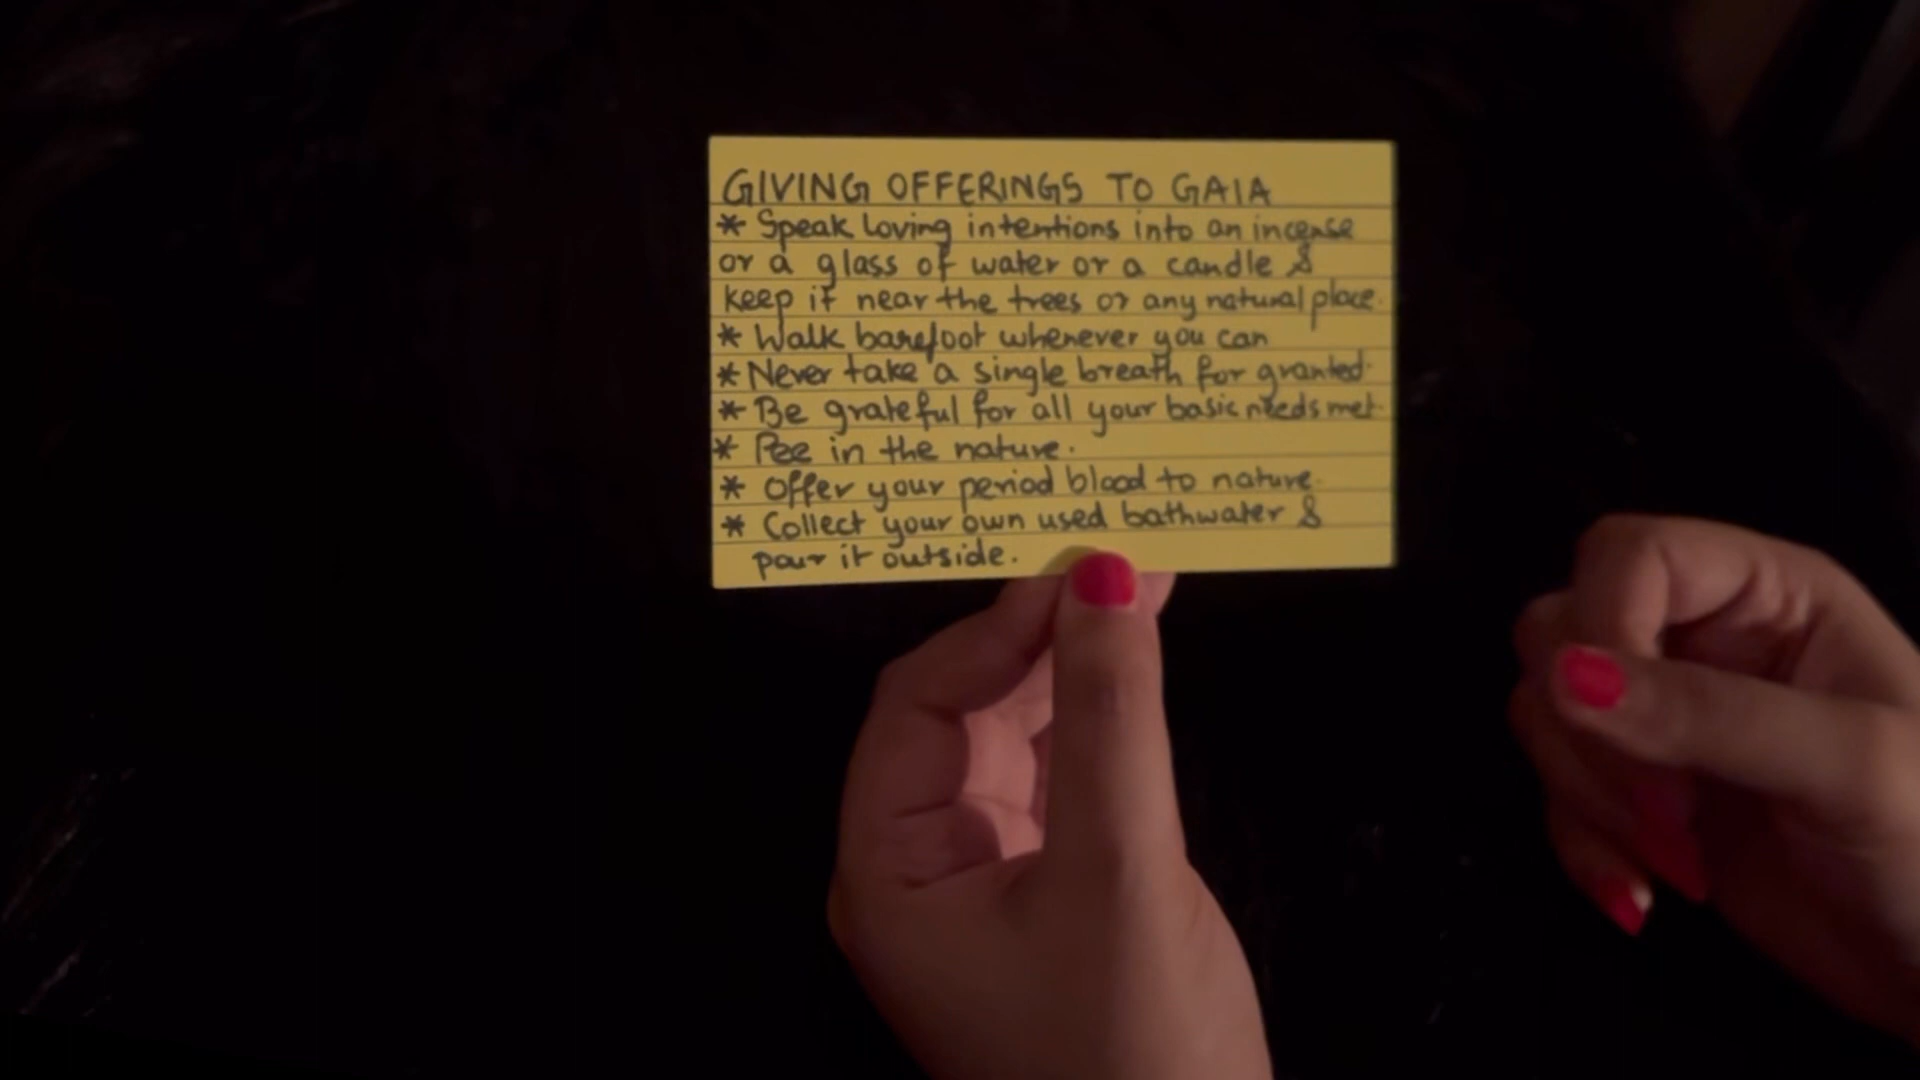 GIVING OFFERINGS TO GAIA
* Speak loving intentions into an incense
or a glass of water or a candle &
keep it near the trees or any natural place.
* Walk barefoot whenever you can
* Never take a single breath for granted.
* Be grateful for all your basic needs met.
* Pee in the nature.
* Offer your period blood to nature.
* Collect your own used bathwater &
pour it outside.